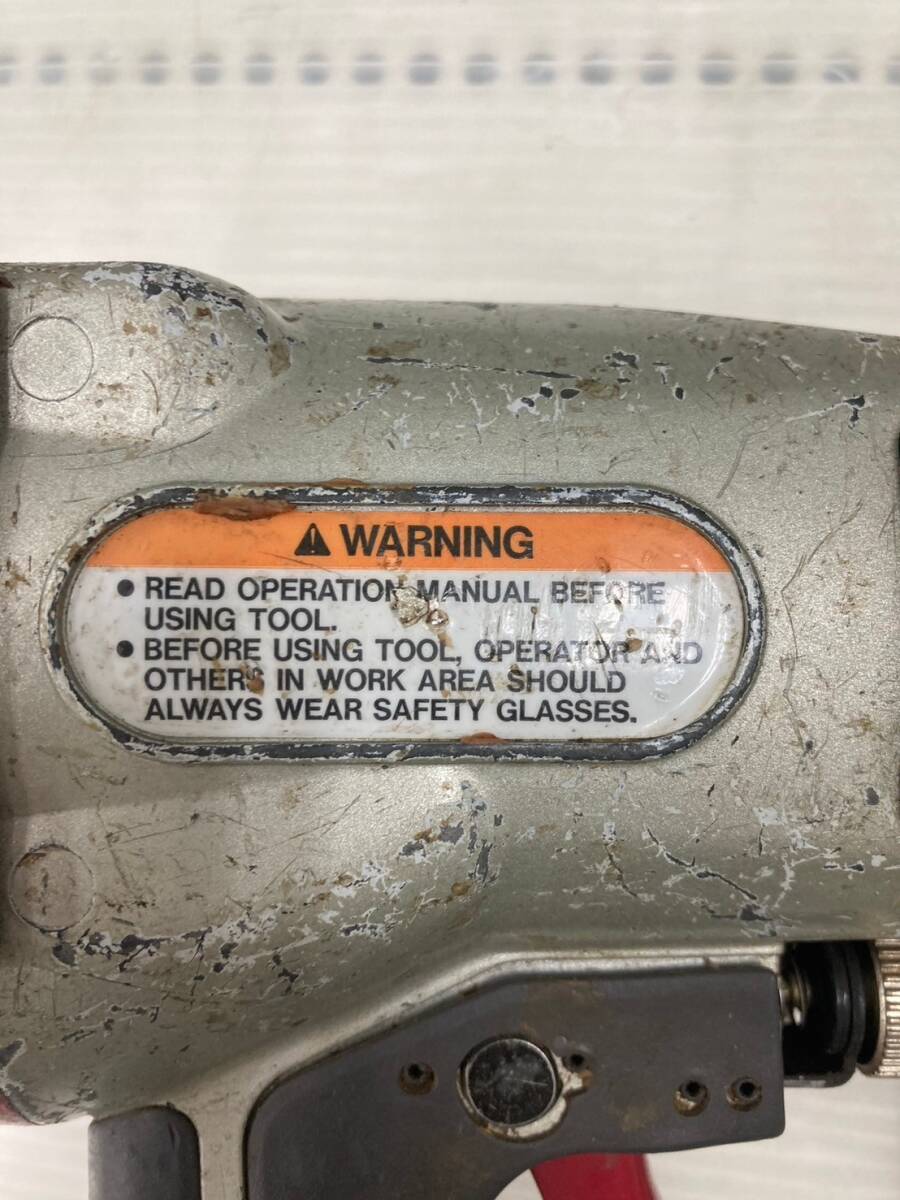 ⚠ WARNING
• READ OPERATION MANUAL BEFORE
USING TOOL.
• BEFORE USING TOOL, OPERATOR AND
OTHERS IN WORK AREA SHOULD
ALWAYS WEAR SAFETY GLASSES.